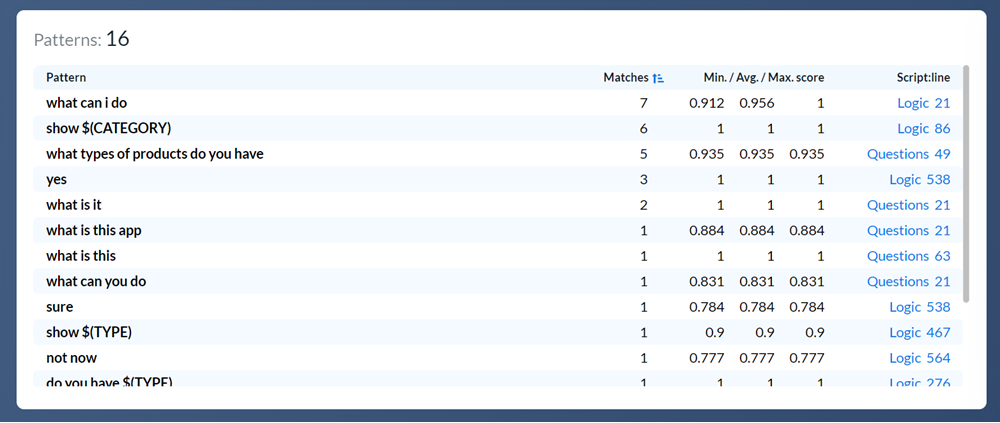 Patterns: 16
Pattern Matches Min. / Avg. / Max. score Script:line
what can i do 7 0.912 0.956 1 Logic 21
show $(CATEGORY) 6 1 1 1 Logic 86
what types of products do you have 5 0.935 0.935 0.935 Questions 49
yes 3 1 1 1 Logic 538
what is it 2 1 1 1 Questions 21
what is this app 1 0.884 0.884 0.884 Questions 21
what is this 1 1 1 1 Questions 63
what can you do 1 0.831 0.831 0.831 Questions 21
sure 1 0.784 0.784 0.784 Logic 538
show $(TYPE) 1 0.9 0.9 0.9 Logic 467
not now 1 0.777 0.777 0.777 Logic 564
do you have $(TYPE) 1 1 1 1 Logic 276